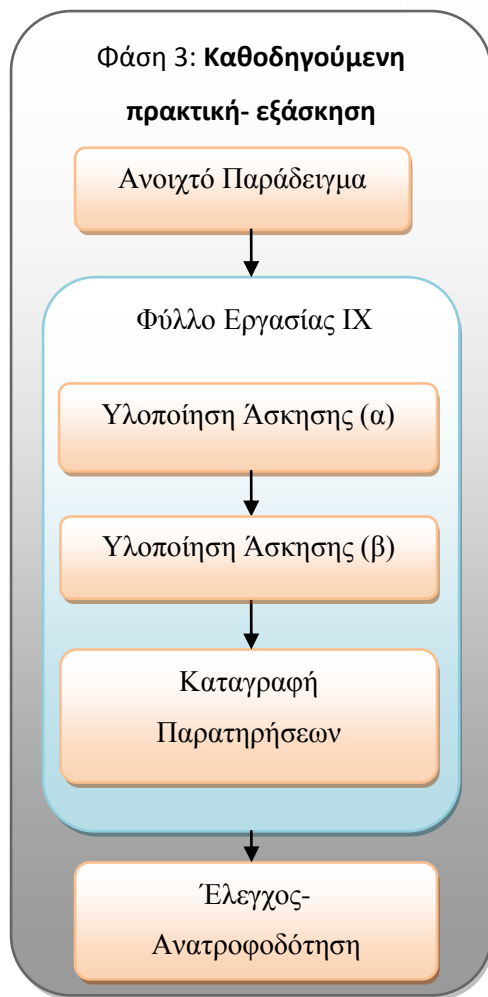 Φάση 3: Καθοδηγούμενη
πρακτική- εξάσκηση
Ανοιχτό Παράδειγμα
Φύλλο Εργασίας ΙΧ
Υλοποίηση Άσκησης (α)
Υλοποίηση Άσκησης (β)
Καταγραφή
Παρατηρήσεων
Έλεγχος-
Ανατροφοδότηση